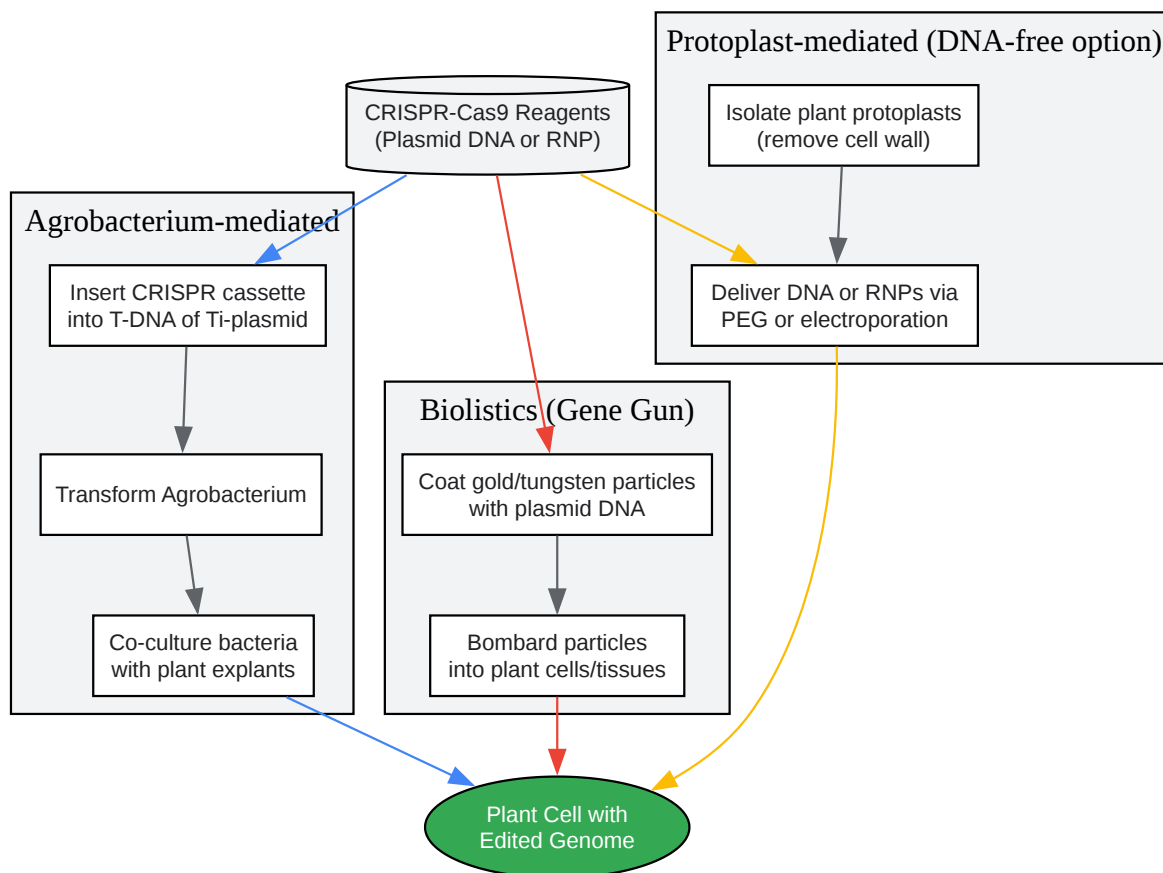 Protoplast-mediated (DNA-free option)
CRISPR-Cas9 Reagents
(Plasmid DNA or RNP)
Isolate plant protoplasts
(remove cell wall)
Agrobacterium-mediated
Insert CRISPR cassette
into T-DNA of Ti-plasmid
Deliver DNA or RNPs via
PEG or electroporation
Biolistics (Gene Gun)
Transform Agrobacterium
Coat gold/tungsten particles
with plasmid DNA
Co-culture bacteria
with plant explants
Bombard particles
into plant cells/tissues
Plant Cell with
Edited Genome